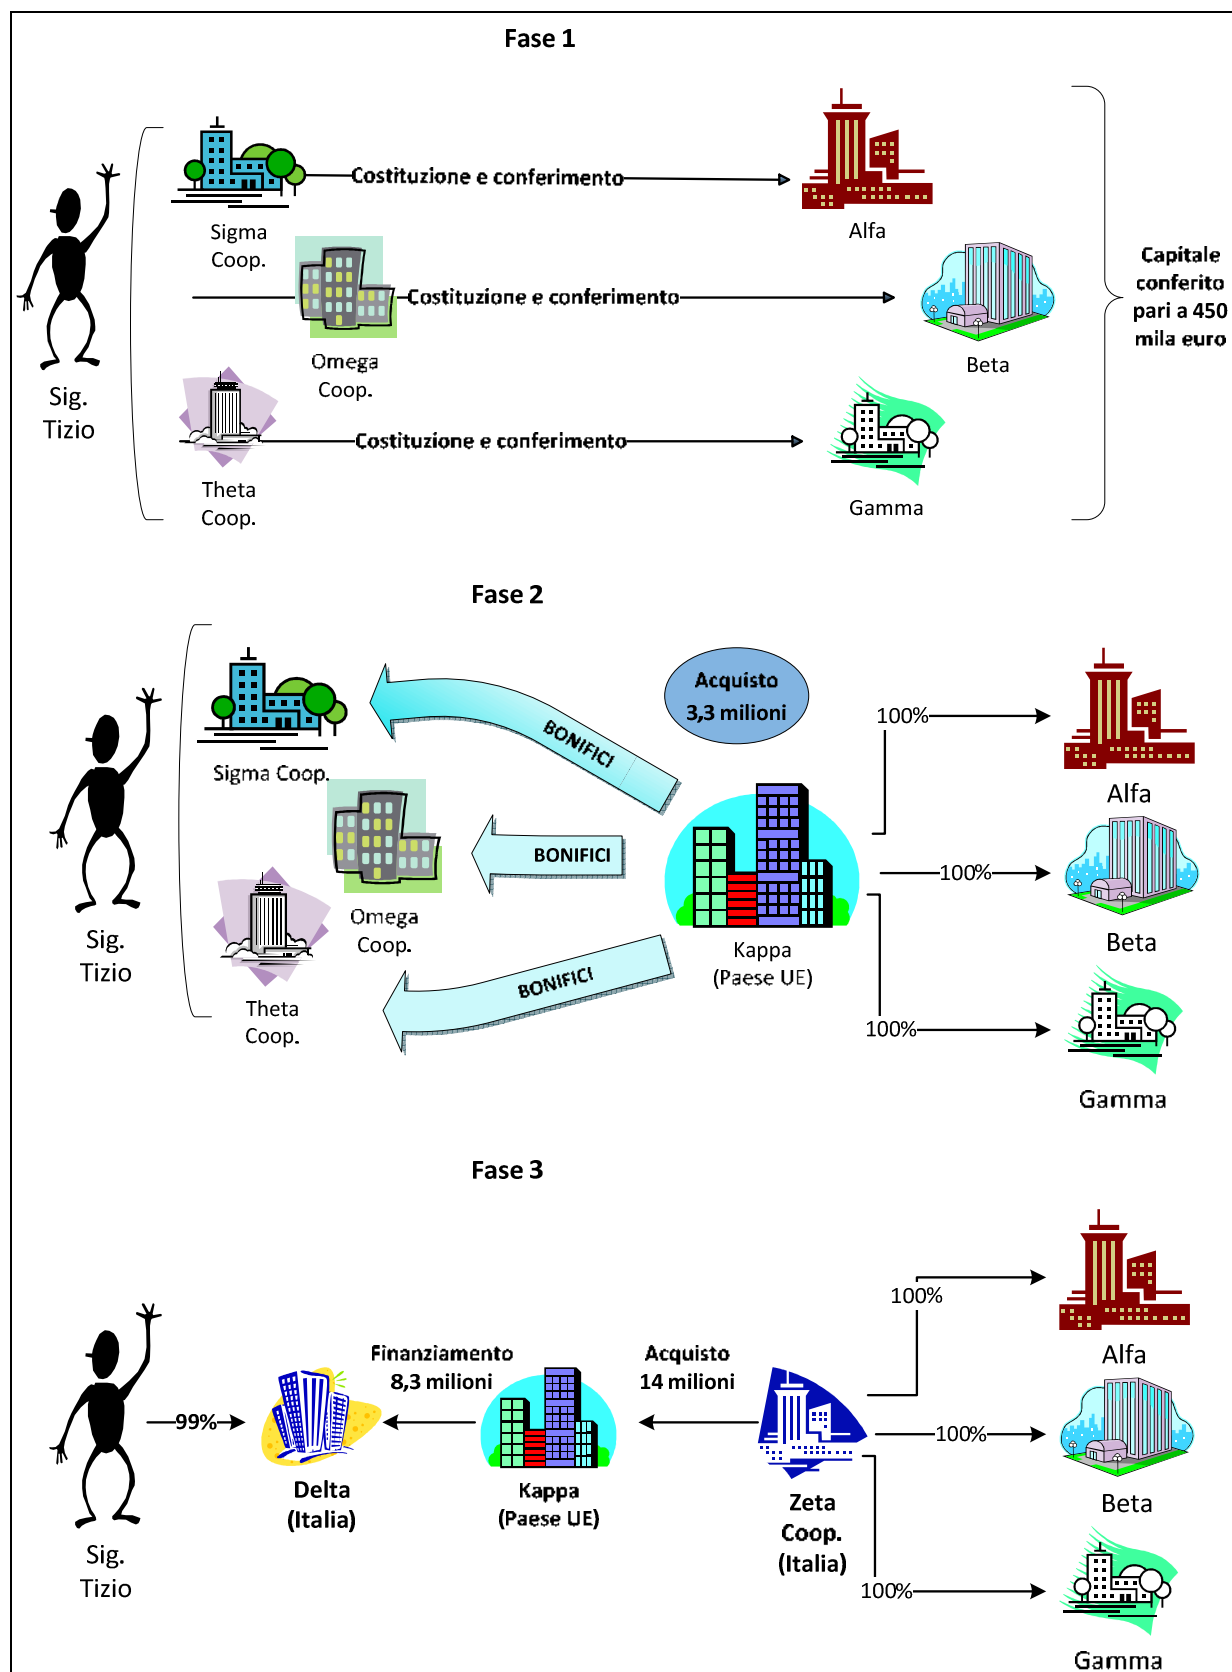 Fase 1
Costituzione e conferimento
Alfa
Sigma
Coop.
Capitale
conferito
pari a 450
mila euro
Costituzione e conferimento
Omega
Coop.
Beta
Sig.
Tizio
Costituzione e conferimento
Theta
Coop.
Gamma
Fase 2
Acquisto
3,3 milioni
100%
BONIFICI
Sigma Coop.
Alfa
BONIFICI
100%
Omega
Coop.
Kappa
(Paese UE)
Beta
Sig.
Tizio
BONIFICI
Theta
Coop.
100%
Gamma
Fase 3
100%
Alfa
Finanziamento
8,3 milioni
Acquisto
14 milioni
99%
100%
Delta
(Italia)
Kappa
(Paese UE)
Zeta
Coop.
(Italia)
Beta
Sig.
Tizio
100%
Gamma